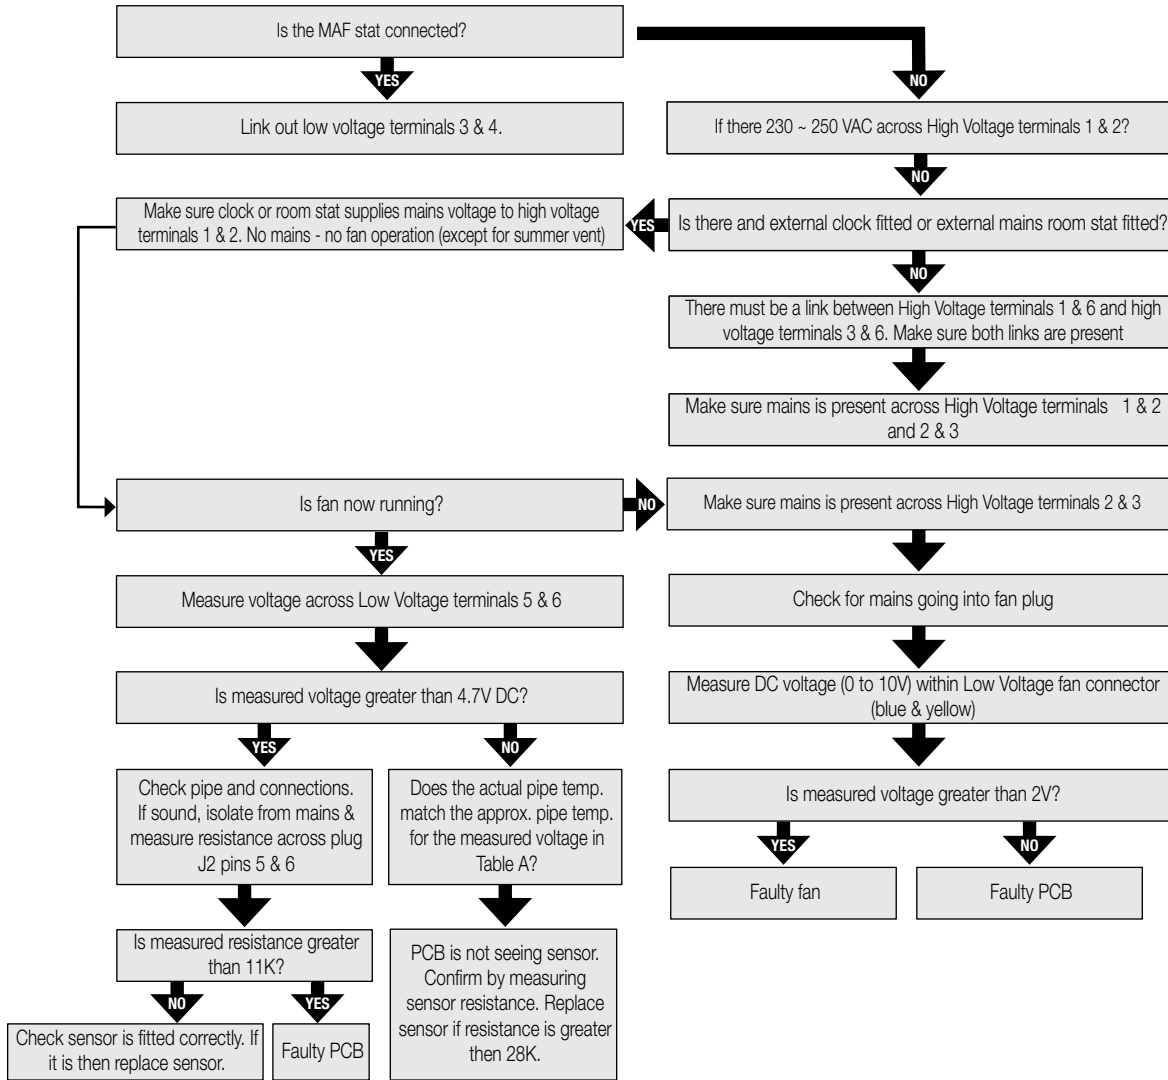 Is the MAF stat connected?
YES
NO
Link out low voltage terminals 3 & 4.
If there 230 ~ 250 VAC across High Voltage terminals 1 & 2?
NO
Make sure clock or room stat supplies mains voltage to high voltage
terminals 1 & 2. No mains - no fan operation (except for summer vent)
YES
Is there and external clock fitted or external mains room stat fitted?
NO
There must be a link between High Voltage terminals 1 & 6 and high
voltage terminals 3 & 6. Make sure both links are present
Make sure mains is present across High Voltage terminals 1 & 2
and 2 & 3
Is fan now running?
NO
Make sure mains is present across High Voltage terminals 2 & 3
YES
Measure voltage across Low Voltage terminals 5 & 6
Check for mains going into fan plug
Is measured voltage greater than 4.7V DC?
Measure DC voltage (0 to 10V) within Low Voltage fan connector
(blue & yellow)
YES
NO
Check pipe and connections.
If sound, isolate from mains &
measure resistance across plug
J2 pins 5 & 6
Does the actual pipe temp.
match the approx. pipe temp.
for the measured voltage in
Table A?
Is measured voltage greater than 2V?
YES
NO
Faulty fan
Faulty PCB
Is measured resistance greater
than 11K?
PCB is not seeing sensor.
Confirm by measuring
sensor resistance. Replace
sensor if resistance is greater
then 28K.
NO
YES
Check sensor is fitted correctly. If
it is then replace sensor.
Faulty PCB